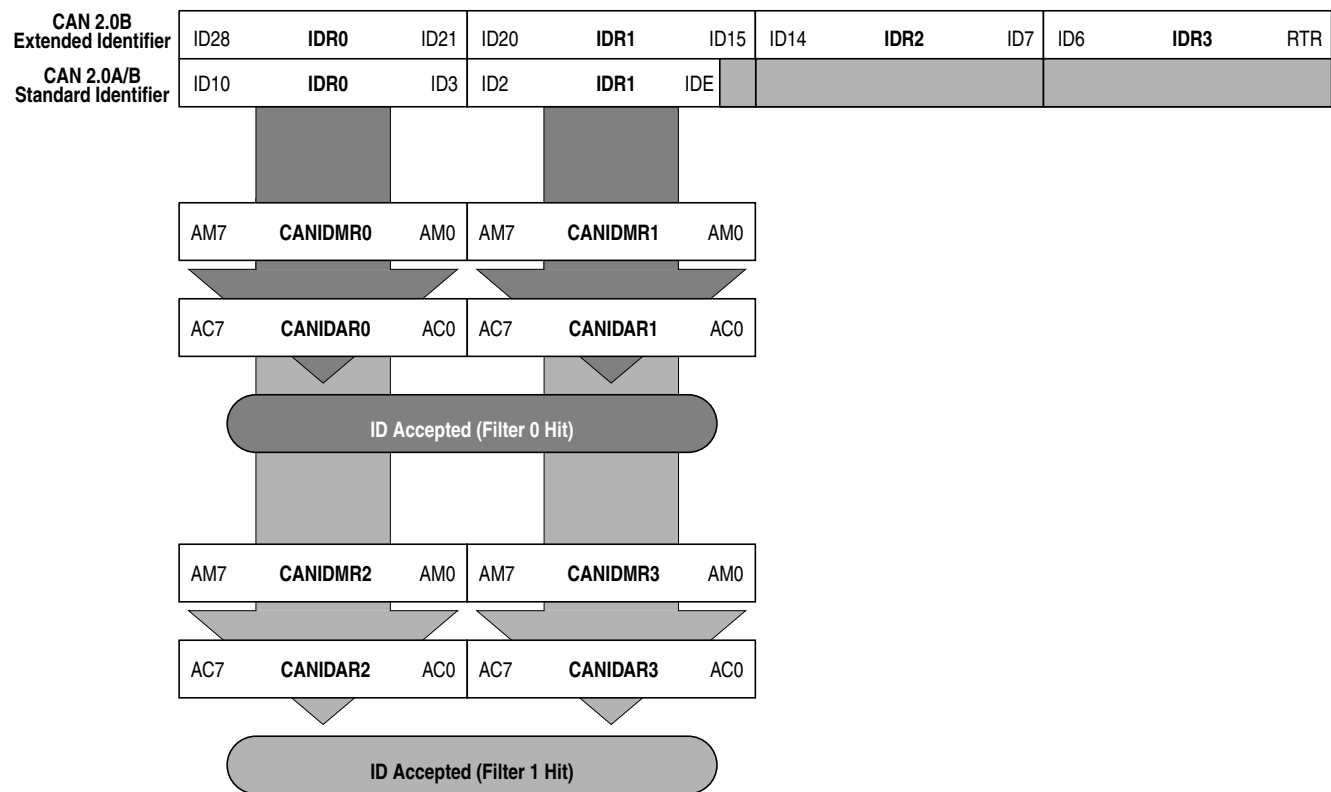 CAN 2.0B
Extended Identifier
ID28 IDR0 ID21 ID20 IDR1 ID15 ID14 IDR2 ID7 ID6 IDR3 RTR
CAN 2.0A/B
Standard Identifier
ID10 IDR0 ID3 ID2 IDR1 IDE
AM7 CANIDMR0 AM0 AM7 CANIDMR1 AM0
AC7 CANIDAR0 AC0 AC7 CANIDAR1 AC0
ID Accepted (Filter 0 Hit)
AM7 CANIDMR2 AM0 AM7 CANIDMR3 AM0
AC7 CANIDAR2 AC0 AC7 CANIDAR3 AC0
ID Accepted (Filter 1 Hit)